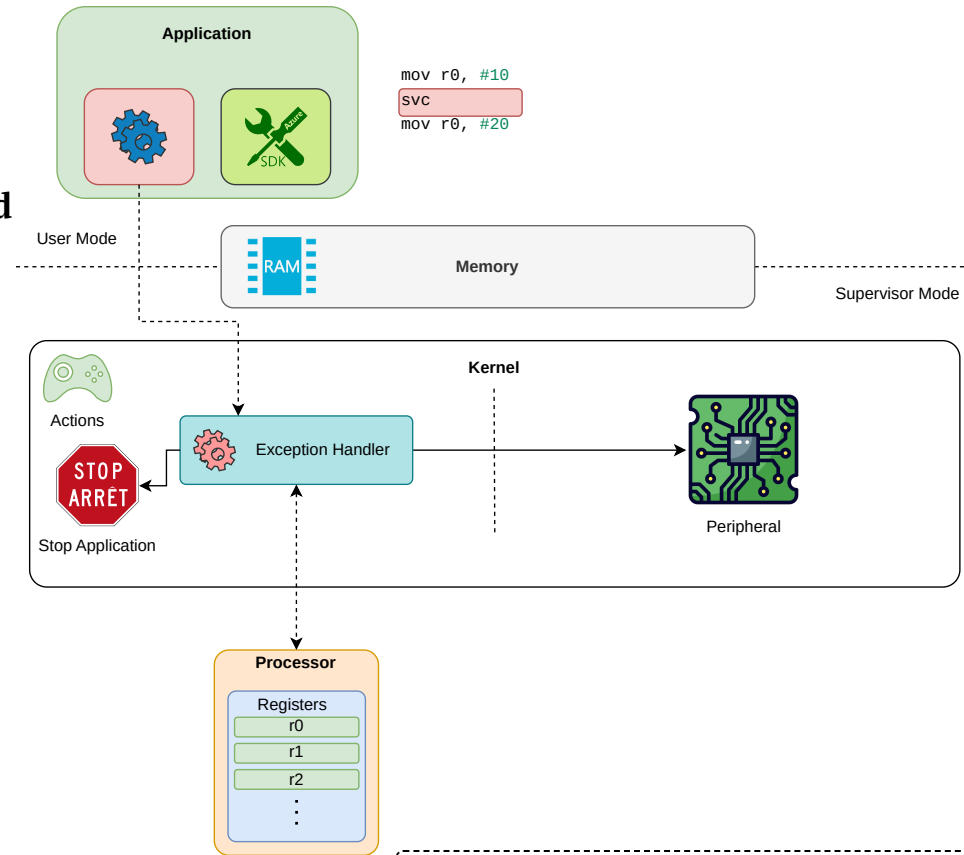 Application
mov r0, #10
svc
mov r0, #20
Azure
SDK
d
User Mode
RAM
Memory
Supervisor Mode
Kernel
Actions
Exception Handler
STOP
ARRÊT
Stop Application
Peripheral
Processor
Registers
r0
r1
r2